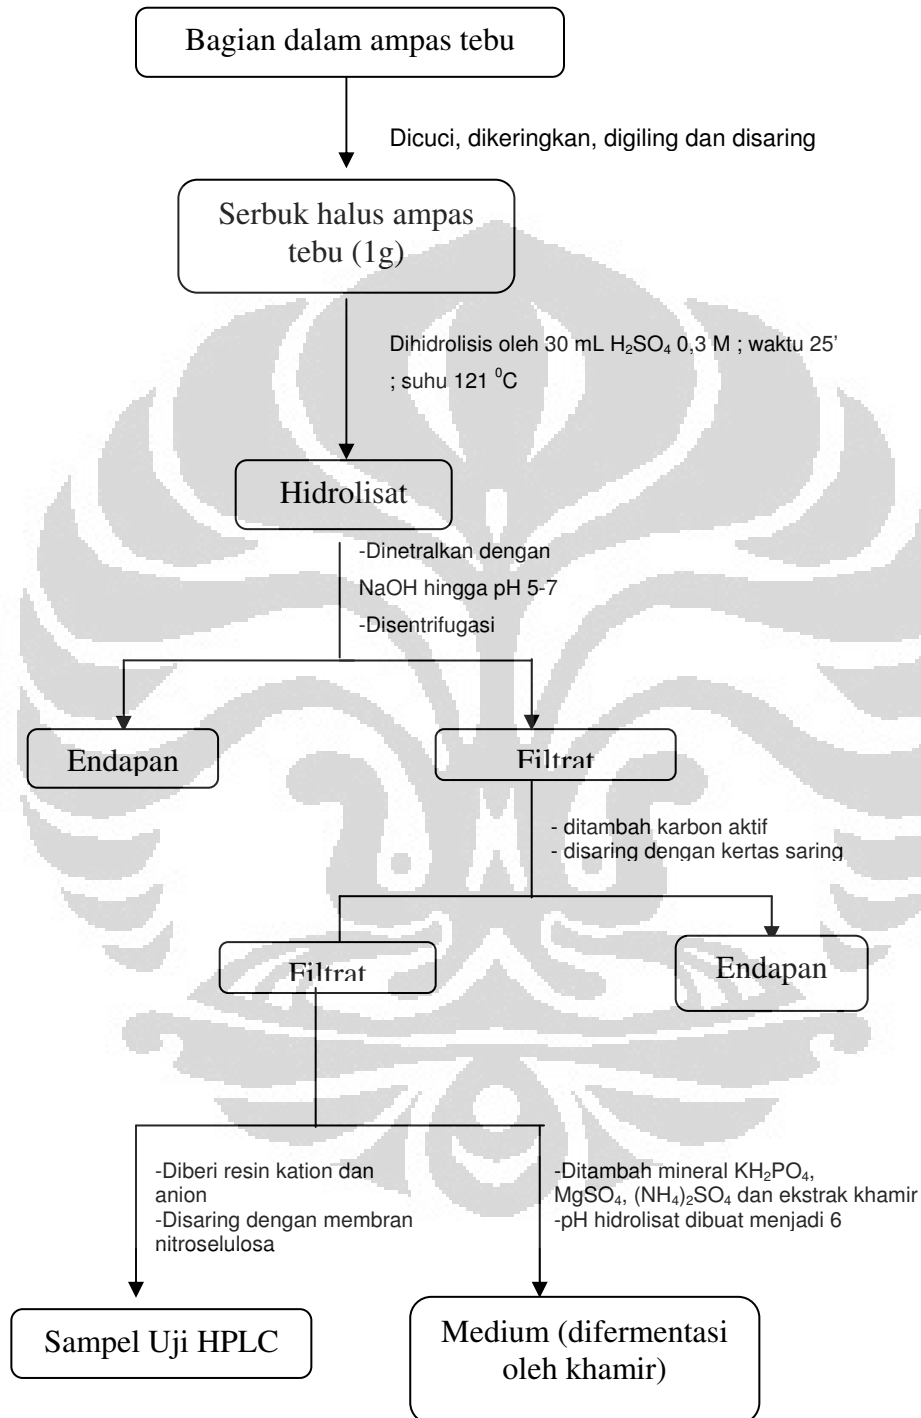 Bagian dalam ampas tebu
Dicuci, dikeringkan, digiling dan disaring
Serbuk halus ampas
tebu (1g)
Dihidrolisis oleh 30 mL H₂SO₄ 0,3 M ; waktu 25'
; suhu 121 ⁰C
Hidrolisat
-Dinetralkan dengan
NaOH hingga pH 5-7
-Disentrifugasi
Endapan
Filtrat
- ditambah karbon aktif
- disaring dengan kertas saring
Filtrat
Endapan
-Diberi resin kation dan
anion
-Disaring dengan membran
nitroselulosa
-Ditambah mineral KH₂PO₄,
MgSO₄, (NH₄)₂SO₄ dan ekstrak khamir
-pH hidrolisat dibuat menjadi 6
Sampel Uji HPLC
Medium (difermentasi
oleh khamir)